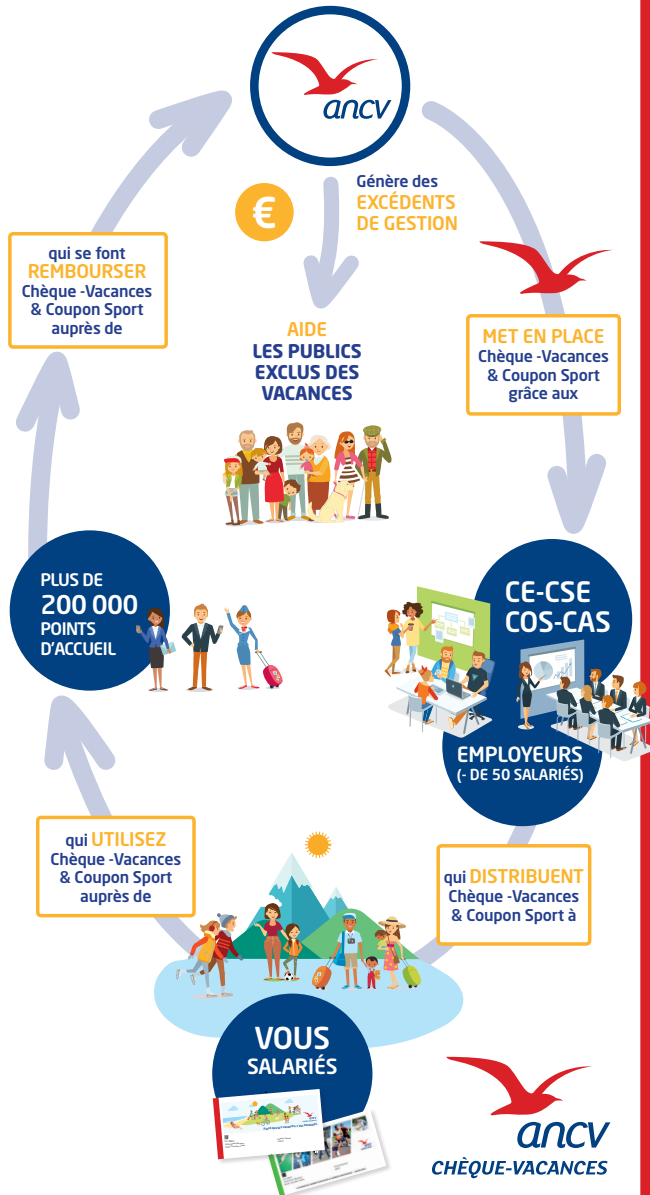 ancv
Génère des
EXCÉDENTS
DE GESTION
€
AIDE
LES PUBLICS
EXCLUS DES
VACANCES
MET EN PLACE
Chèque -Vacances
& Coupon Sport
grâce aux
CE-CSE
COS-CAS
EMPLOYEURS
(- DE 50 SALARIÉS)
qui DISTRIBUENT
Chèque -Vacances
& Coupon Sport à
VOUS
SALARIÉS
qui UTILISEZ
Chèque -Vacances
& Coupon Sport
auprès de
PLUS DE
200 000
POINTS
D'ACCUEIL
qui se font
REMBOURSER
Chèque -Vacances
& Coupon Sport
auprès de
ancv
CHÈQUE-VACANCES